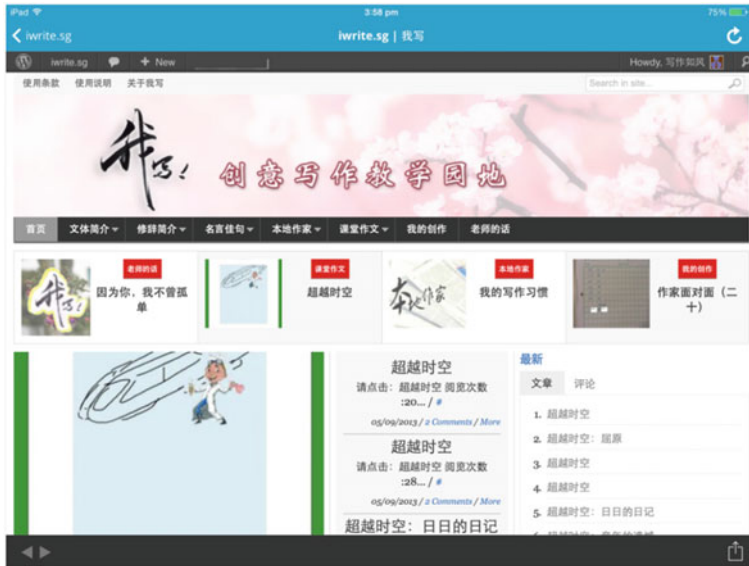 iPad 3:58 pm 75%
iwrite.sg iwrite.sg | 我写
iwrite.sg + New Howdy, 写作如风
使用条款 使用说明 关于我写 Search in site...
我写!
创意写作教学园地
首页 文体简介 修辞简介 名言佳句 本地作家 课堂作文 我的创作 老师的话
老师的话
因为你，我不曾孤
单
我写!
课堂作文
超越时空
本地作家
我的写作习惯
本地作家
我的创作
作家面对面（二
十）
超越时空
请点击：超越时空 阅览次数
:20... / #
05/09/2013 / 2 Comments / More
超越时空
请点击：超越时空 阅览次数
:28... / #
05/09/2013 / 2 Comments / More
超越时空：日日的日记
最新
文章 评论
1. 超越时空
2. 超越时空：屈原
3. 超越时空
4. 超越时空
5. 超越时空：日日的日记